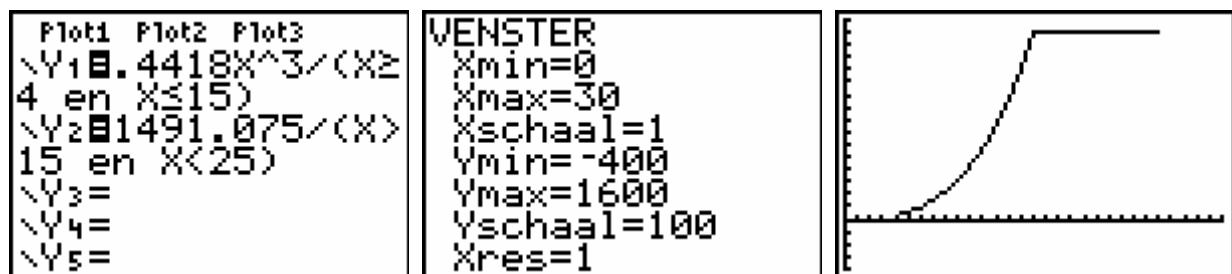 Plot1 Plot2 Plot3
\Y1=.4418X^3/(X≥
4 en X≤15)
\Y2=1491.075/(X>
15 en X<25)
\Y3=
\Y4=
\Y5=
VENSTER
Xmin=0
Xmax=30
Xschaal=1
Ymin=-400
Ymax=1600
Yschaal=100
Xres=1